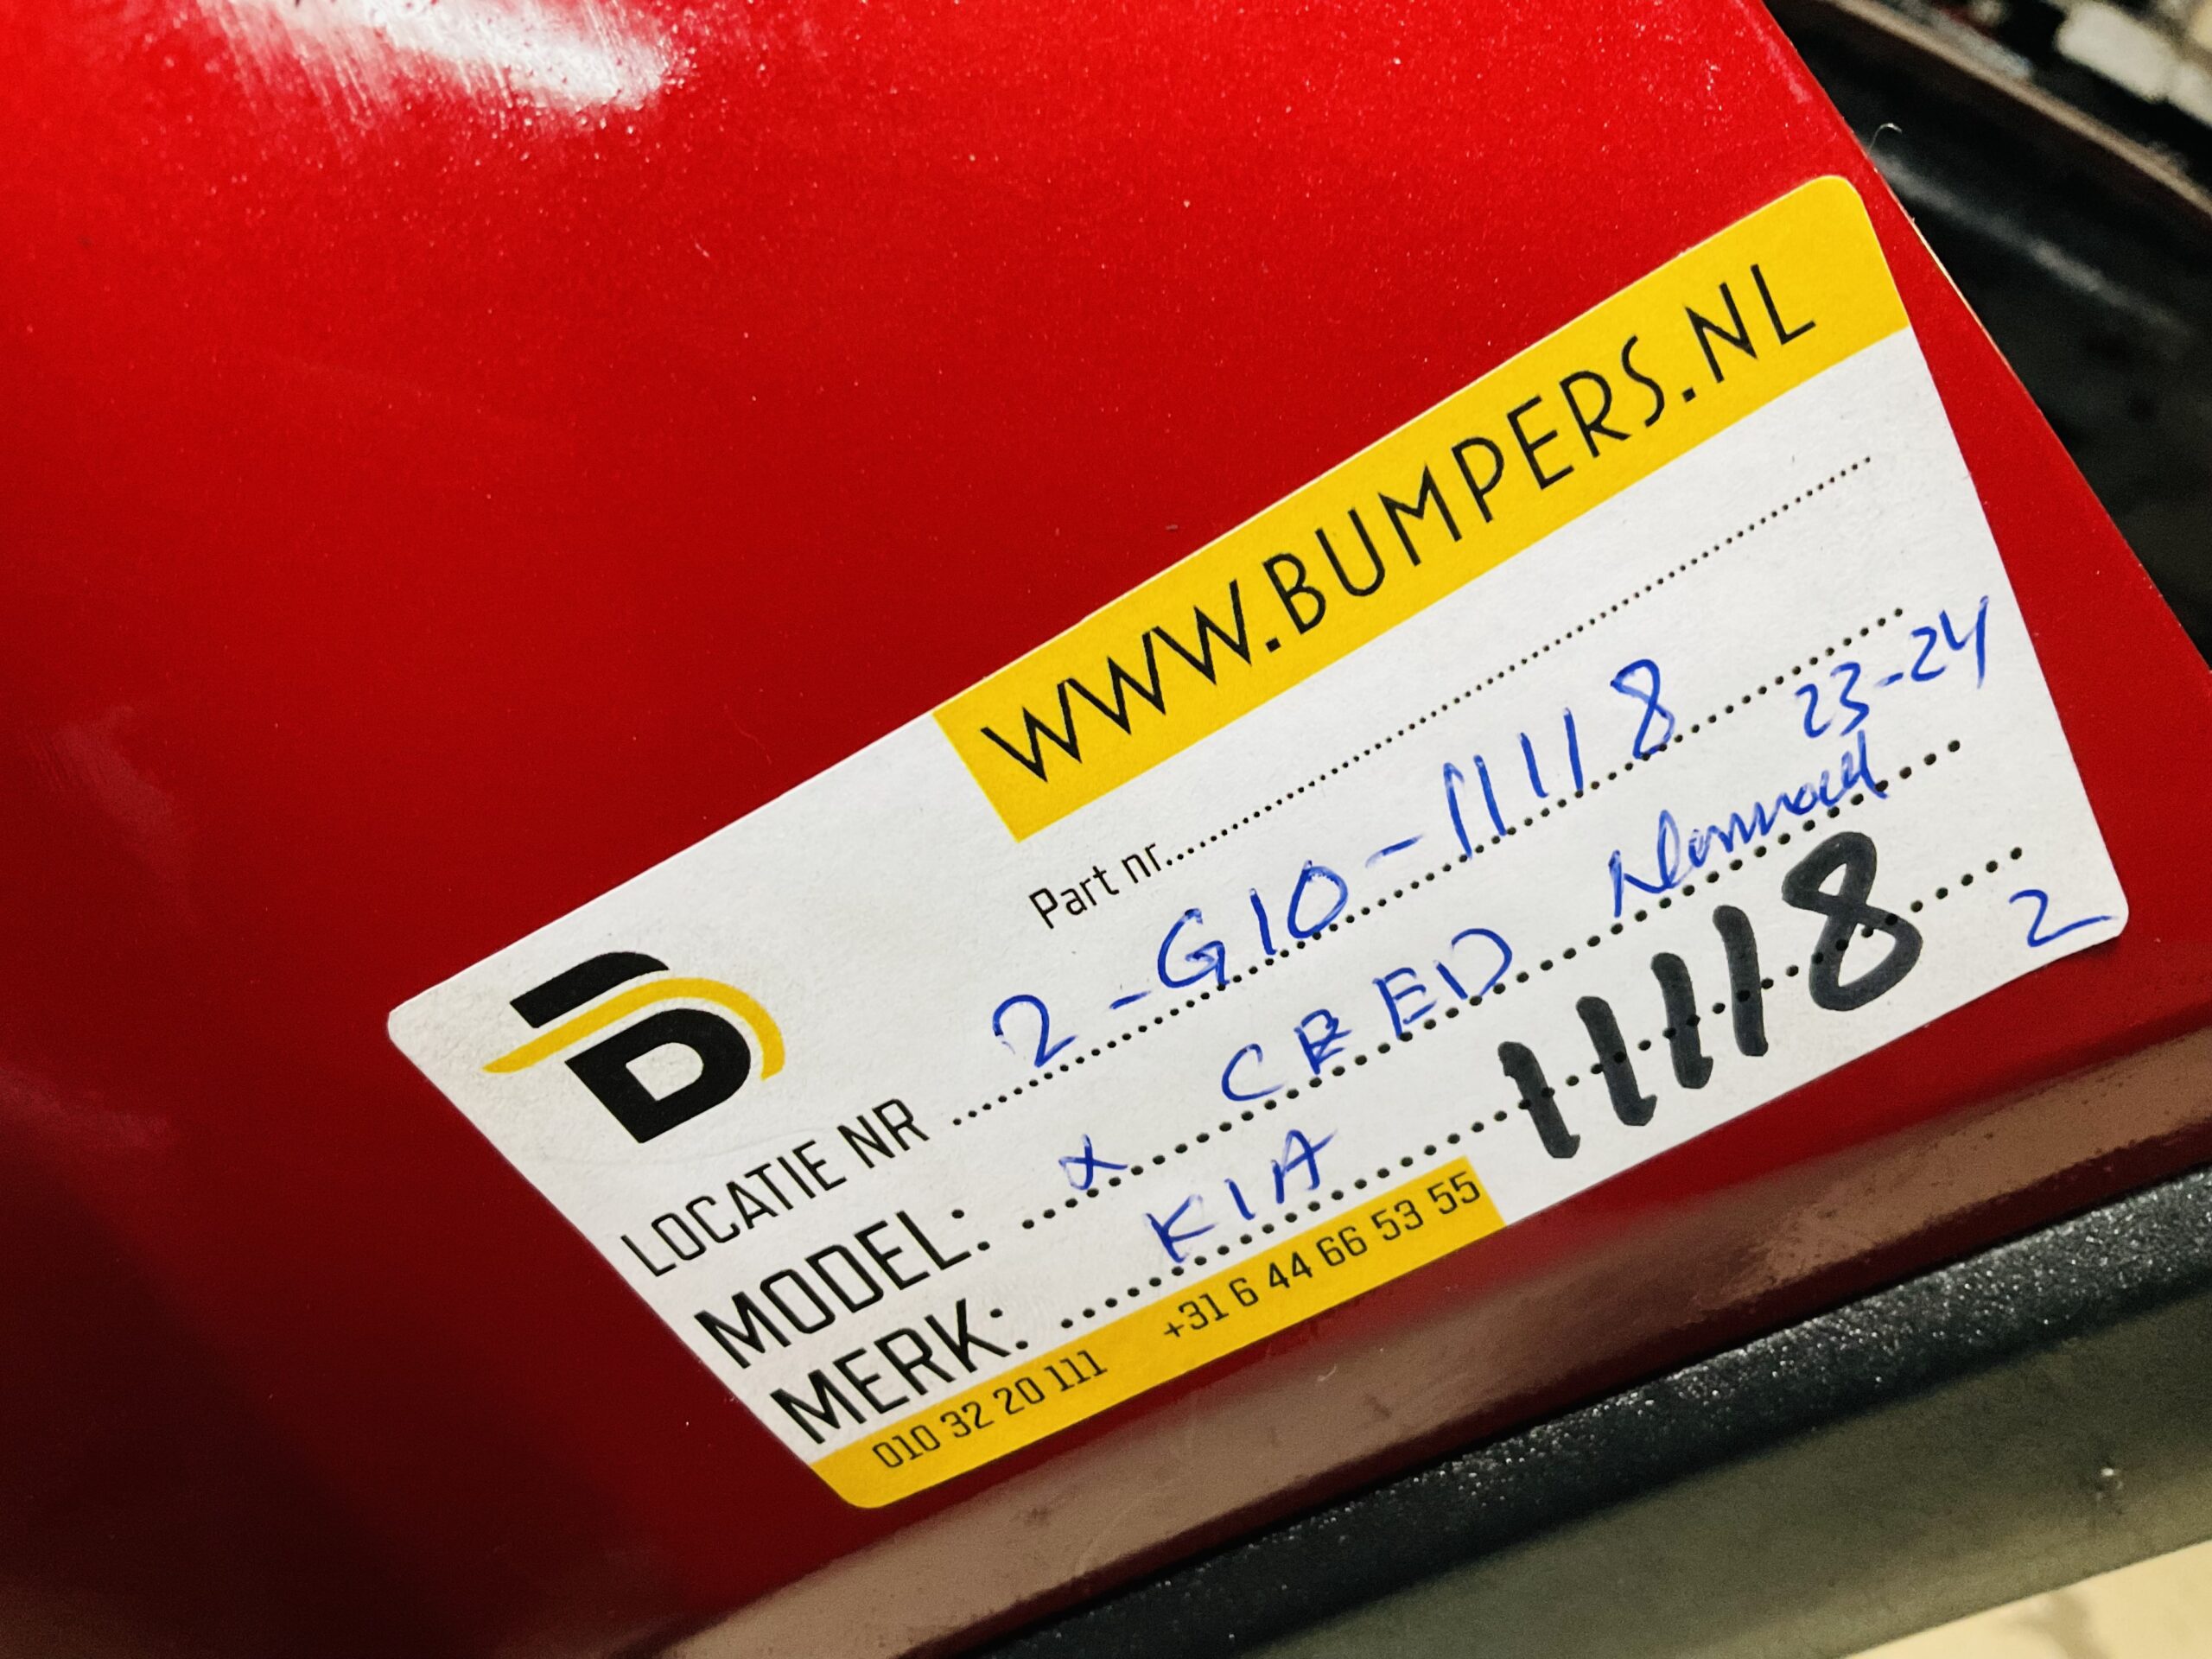 WWW.BUMPERS.NL
Part nr.
LOCATIE NR 2-G10-11118
23-24
MODEL: X CEED
MERK: KIA 11118
2
010 32 20 111 +31 6 44 66 53 55